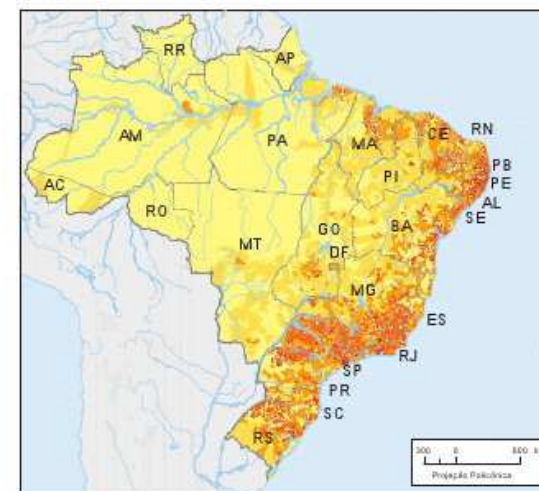 RR
AP
AM
PA
MA
CE
RN
PB
PE
AL
SE
PI
AC
RO
MT
GO
DF
BA
MG
ES
SP
RJ
PR
SC
RS
300 0 600 k
Projeção Policônica